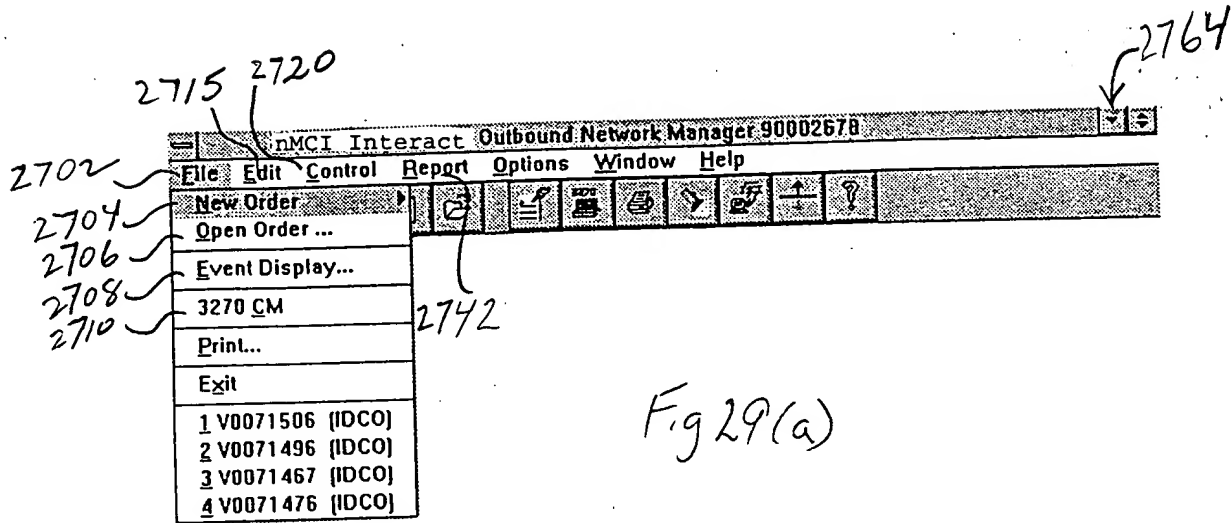 2764
2715 2720
nMCI Interact Outbound Network Manager 90002678
2702
File Edit Control Report Options Window Help
2704
New Order
2706
Open Order ...
2708
Event Display...
2710
3270 CM
2742
Print...
Exit
1 V0071506 [IDCO]
2 V0071496 [IDCO]
3 V0071467 [IDCO]
4 V0071476 [IDCO]
Fig 29(a)